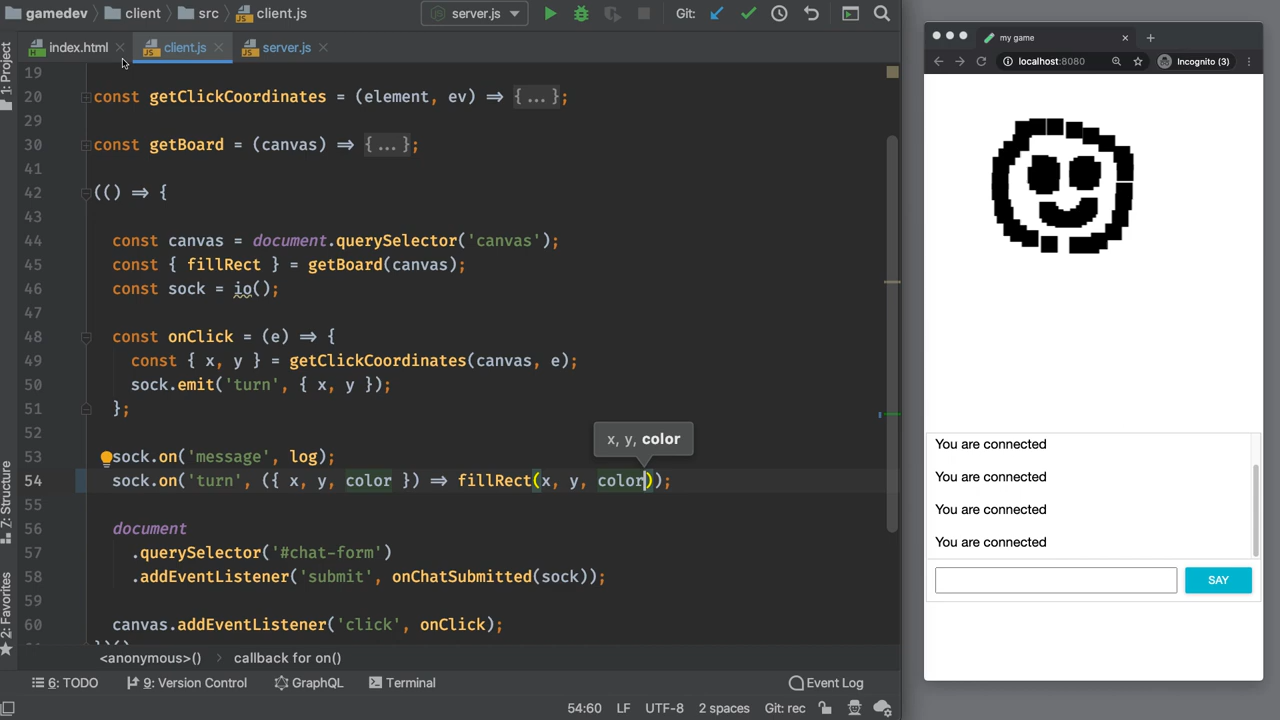 gamedev client src client.js server.js Git:
index.html client.js server.js
1: Project
7: Structure
2: Favorites
19
20 const getClickCoordinates = (element, ev) ⇒ {...};
29
30 const getBoard = (canvas) ⇒ {...};
41
42 (() ⇒ {
43
44 const canvas = document.querySelector('canvas');
45 const { fillRect } = getBoard(canvas);
46 const sock = io();
47
48 const onClick = (e) ⇒ {
49 const { x, y } = getClickCoordinates(canvas, e);
50 sock.emit('turn', { x, y });
51 };
52
x, y, color
53 sock.on('message', log);
54 sock.on('turn', ({ x, y, color }) ⇒ fillRect(x, y, color));
55
56 document
57 .querySelector('#chat-form')
58 .addEventListener('submit', onChatSubmitted(sock));
59
60 canvas.addEventListener('click', onClick);
})()
<anonymous>() callback for on()
6: TODO 9: Version Control GraphQL Terminal Event Log
54:60 LF UTF-8 2 spaces Git: rec
my game
localhost:8080 Incognito (3)
You are connected
You are connected
You are connected
You are connected
SAY